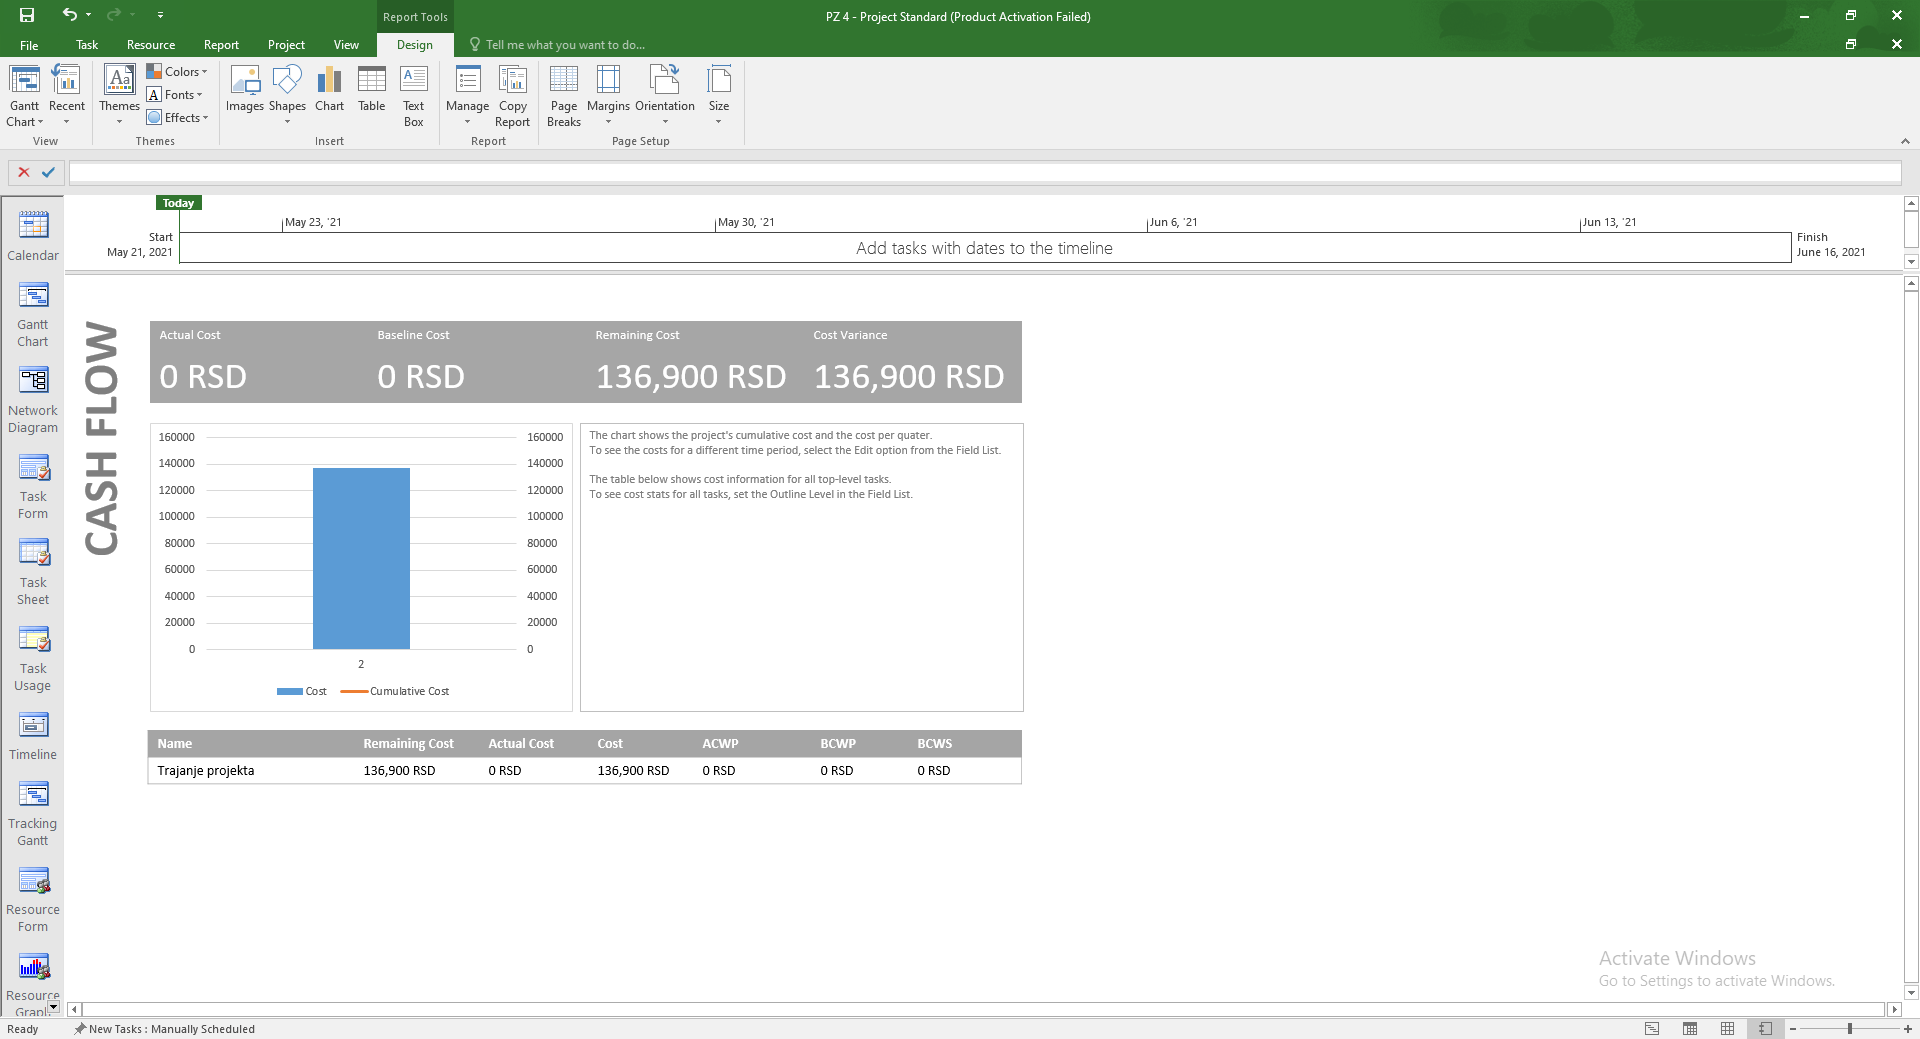 Report Tools
PZ 4 - Project Standard (Product Activation Failed)
File Task Resource Report Project View Design Tell me what you want to do...
Gantt Chart
Recent
View
Themes
Colors
Fonts
Effects
Themes
Images
Shapes
Chart
Table
Text Box
Insert
Manage
Copy Report
Report
Page Breaks
Margins
Orientation
Size
Page Setup
Today
May 23, '21
May 30, '21
Jun 6, '21
Jun 13, '21
Start
May 21, 2021
Add tasks with dates to the timeline
Finish
June 16, 2021
Calendar
Gantt
Chart
Network
Diagram
Task
Form
Task
Sheet
Task
Usage
Timeline
Tracking
Gantt
Resource
Form
Resource
Graph
CASH FLOW
Actual Cost Baseline Cost Remaining Cost Cost Variance
0 RSD 0 RSD 136,900 RSD 136,900 RSD
160000 160000
140000 140000
120000 120000
100000 100000
80000 80000
60000 60000
40000 40000
20000 20000
0 0
2
Cost Cumulative Cost
The chart shows the project's cumulative cost and the cost per quater.
To see the costs for a different time period, select the Edit option from the Field List.
The table below shows cost information for all top-level tasks.
To see cost stats for all tasks, set the Outline Level in the Field List.
Name Remaining Cost Actual Cost Cost ACWP BCWP BCWS
Trajanje projekta 136,900 RSD 0 RSD 136,900 RSD 0 RSD 0 RSD 0 RSD
Activate Windows
Go to Settings to activate Windows.
Ready New Tasks : Manually Scheduled